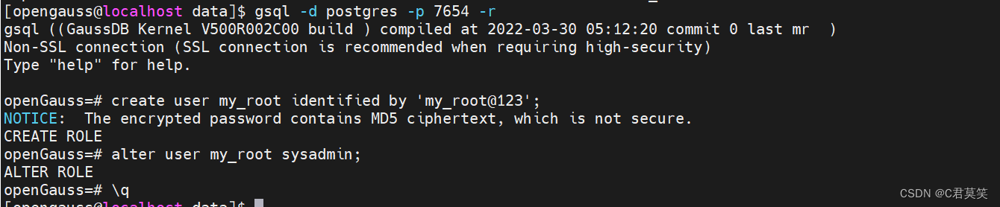 [opengauss@localhost data]$ gsql -d postgres -p 7654 -r
gsql ((GaussDB Kernel V500R002C00 build ) compiled at 2022-03-30 05:12:20 commit 0 last mr  )
Non-SSL connection (SSL connection is recommended when requiring high-security)
Type "help" for help.
openGauss=# create user my_root identified by 'my_root@123';
NOTICE:  The encrypted password contains MD5 ciphertext, which is not secure.
CREATE ROLE
openGauss=# alter user my_root sysadmin;
ALTER ROLE
openGauss=# \q
[opengauss@localhost data]$
CSDN @C君莫笑